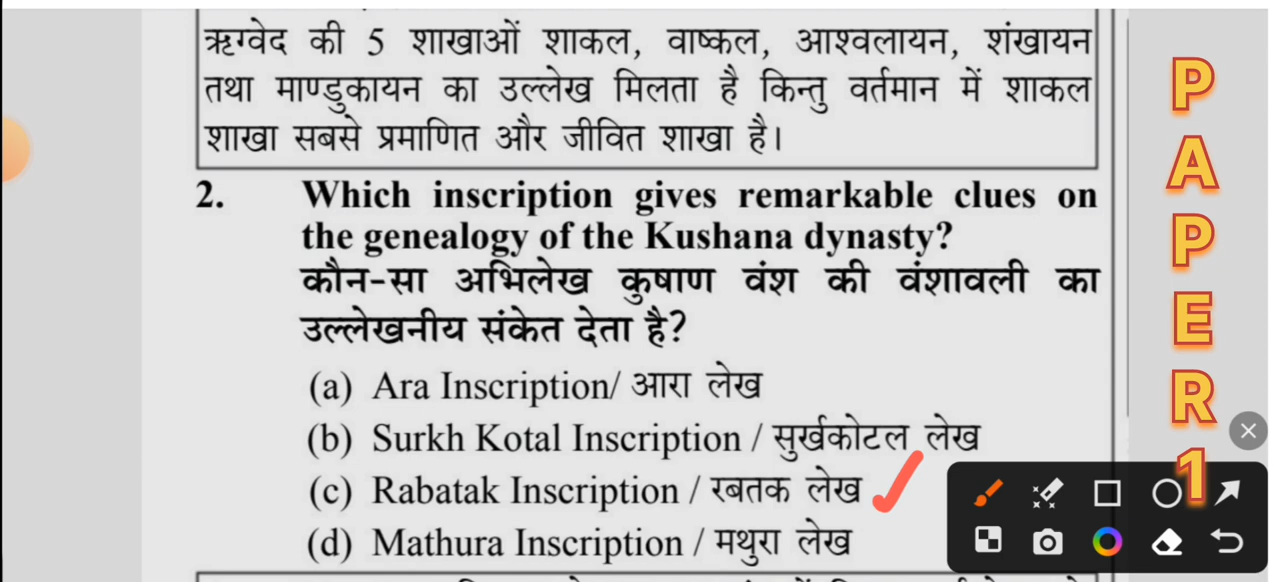 ऋग्वेद की 5 शाखाओं शाकल, वाष्कल, आश्वलायन, शंखायन
तथा माण्डुकायन का उल्लेख मिलता है किन्तु वर्तमान में शाकल
शाखा सबसे प्रमाणित और जीवित शाखा है।
2. Which inscription gives remarkable clues on
the genealogy of the Kushana dynasty?
कौन-सा अभिलेख कुषाण वंश की वंशावली का
उल्लेखनीय संकेत देता है?
(a) Ara Inscription/ आरा लेख
(b) Surkh Kotal Inscription / सुर्खकोटल लेख
(c) Rabatak Inscription / रबतक लेख
(d) Mathura Inscription / मथुरा लेख
P
A
P
E
R
1